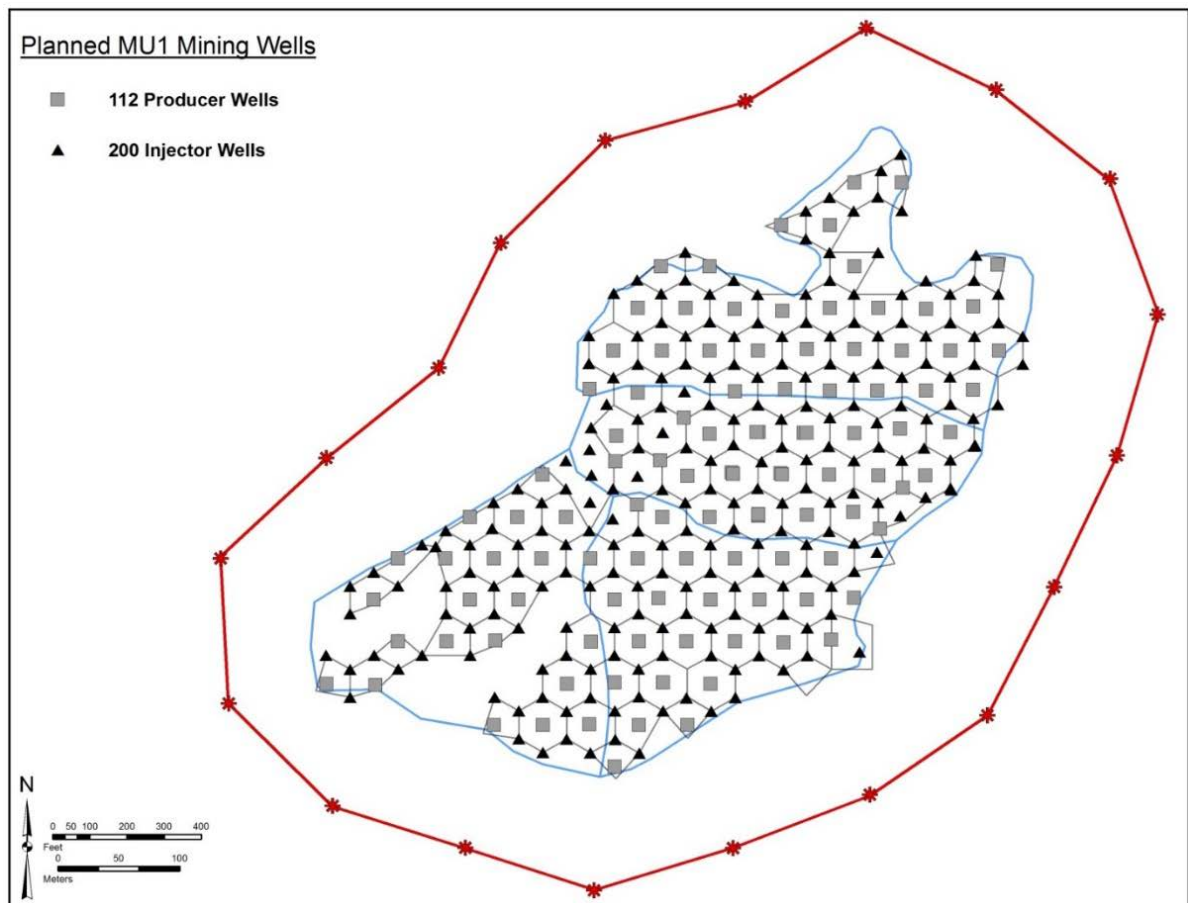 Planned MU1 Mining Wells
112 Producer Wells
200 Injector Wells
N
0 50 100 200 300 400
Feet
0 50 100
Meters